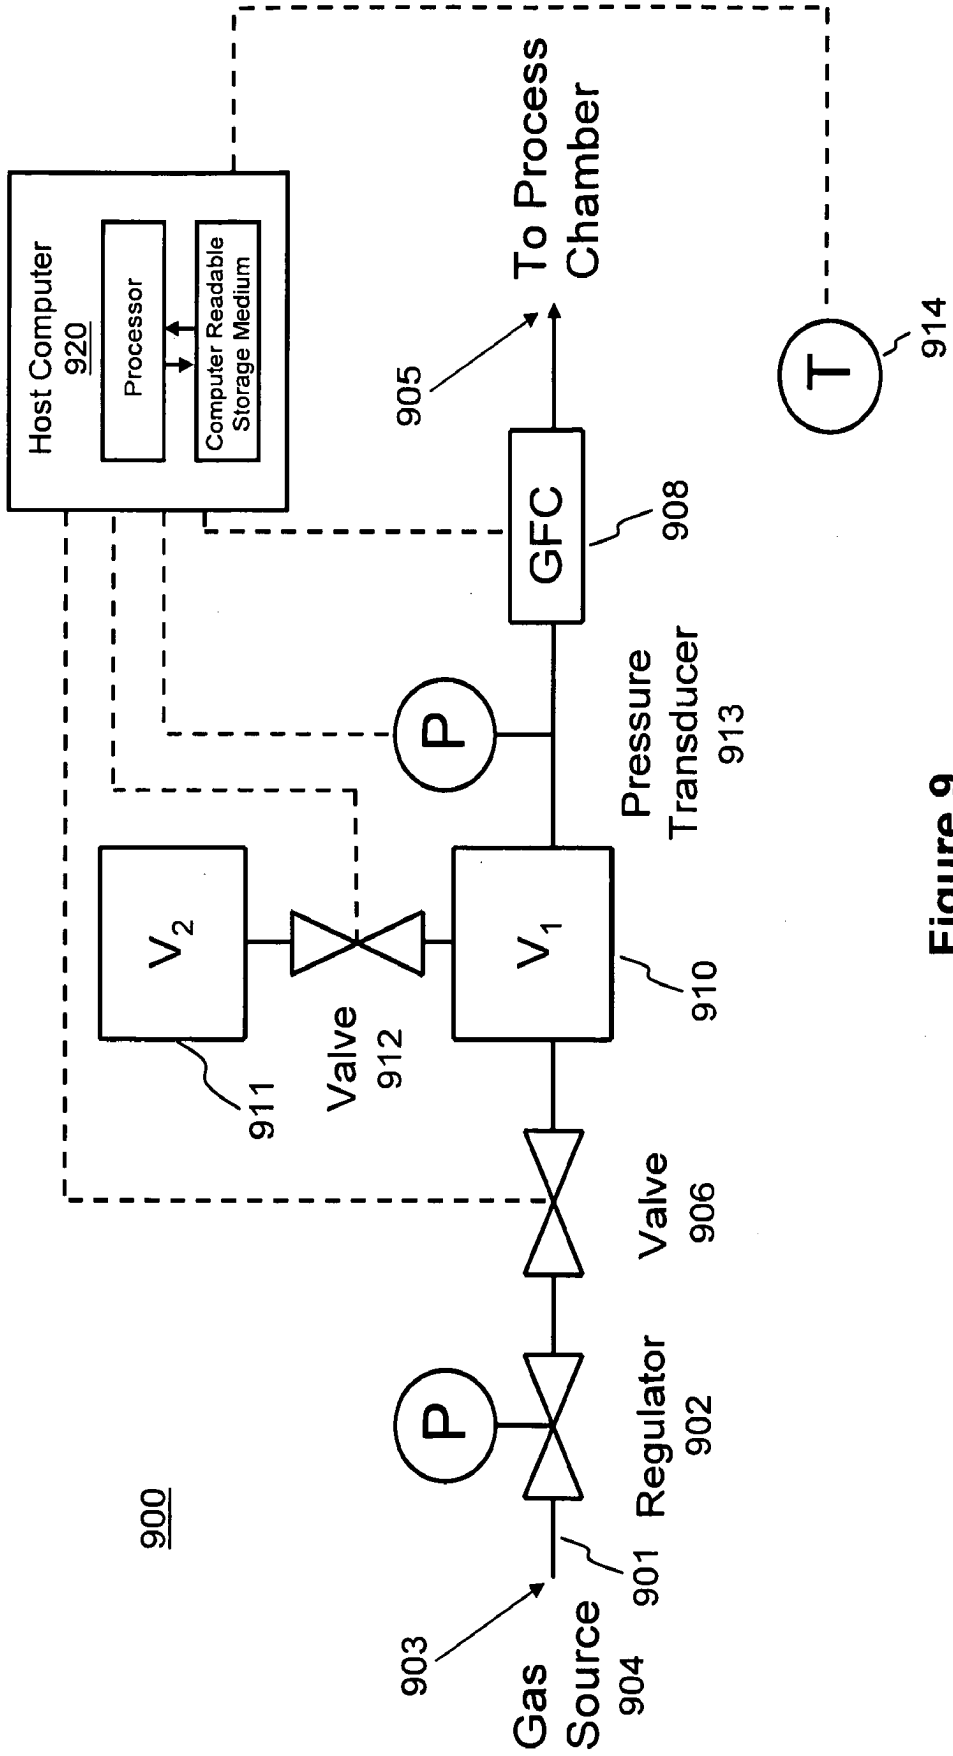 900
Host Computer
920
Processor
Computer Readable
Storage Medium
V2
911
Valve
912
P
P
903
905
Gas
Source
904
901
Regulator
902
Valve
906
V1
910
Pressure
Transducer
913
GFC
908
To Process
Chamber
T
914
Figure 9